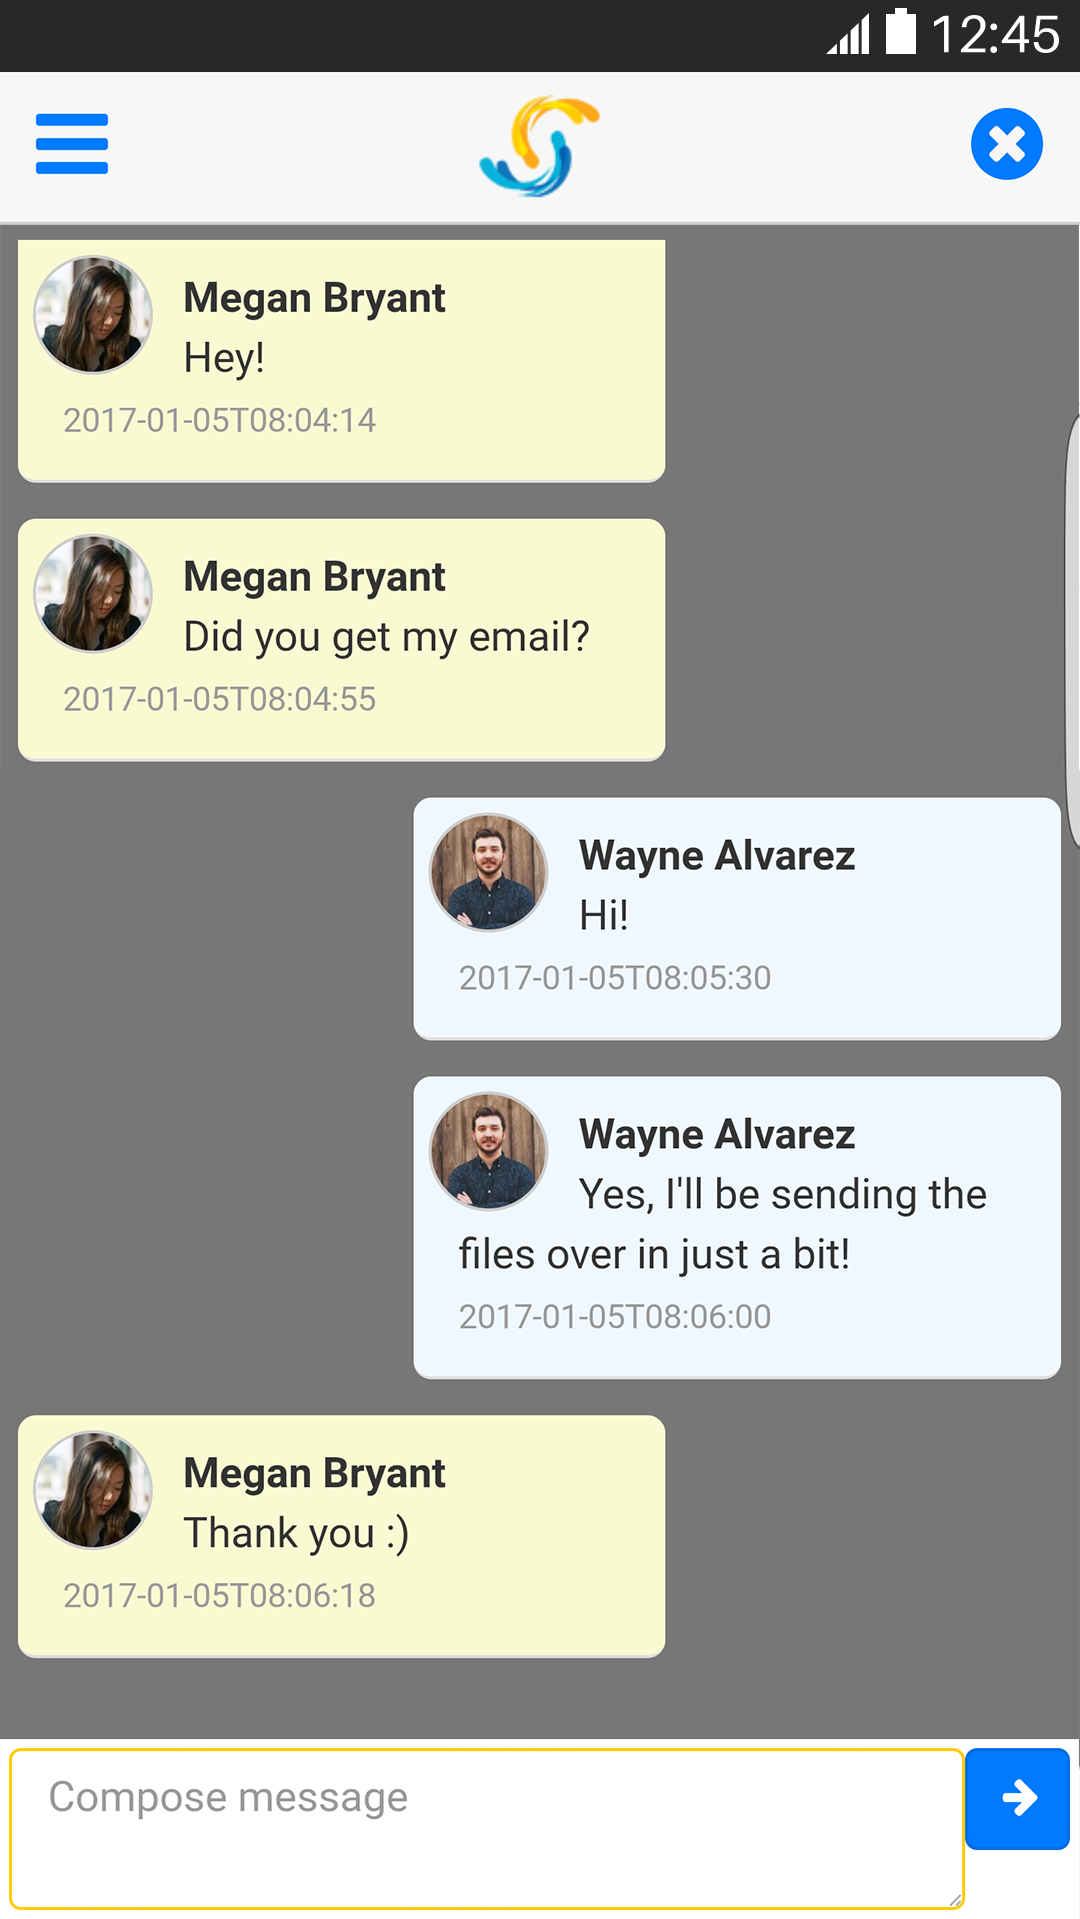 12:45
Megan Bryant
Hey!
2017-01-05T08:04:14
Megan Bryant
Did you get my email?
2017-01-05T08:04:55
Wayne Alvarez
Hi!
2017-01-05T08:05:30
Wayne Alvarez
Yes, I'll be sending the
files over in just a bit!
2017-01-05T08:06:00
Megan Bryant
Thank you :)
2017-01-05T08:06:18
Compose message